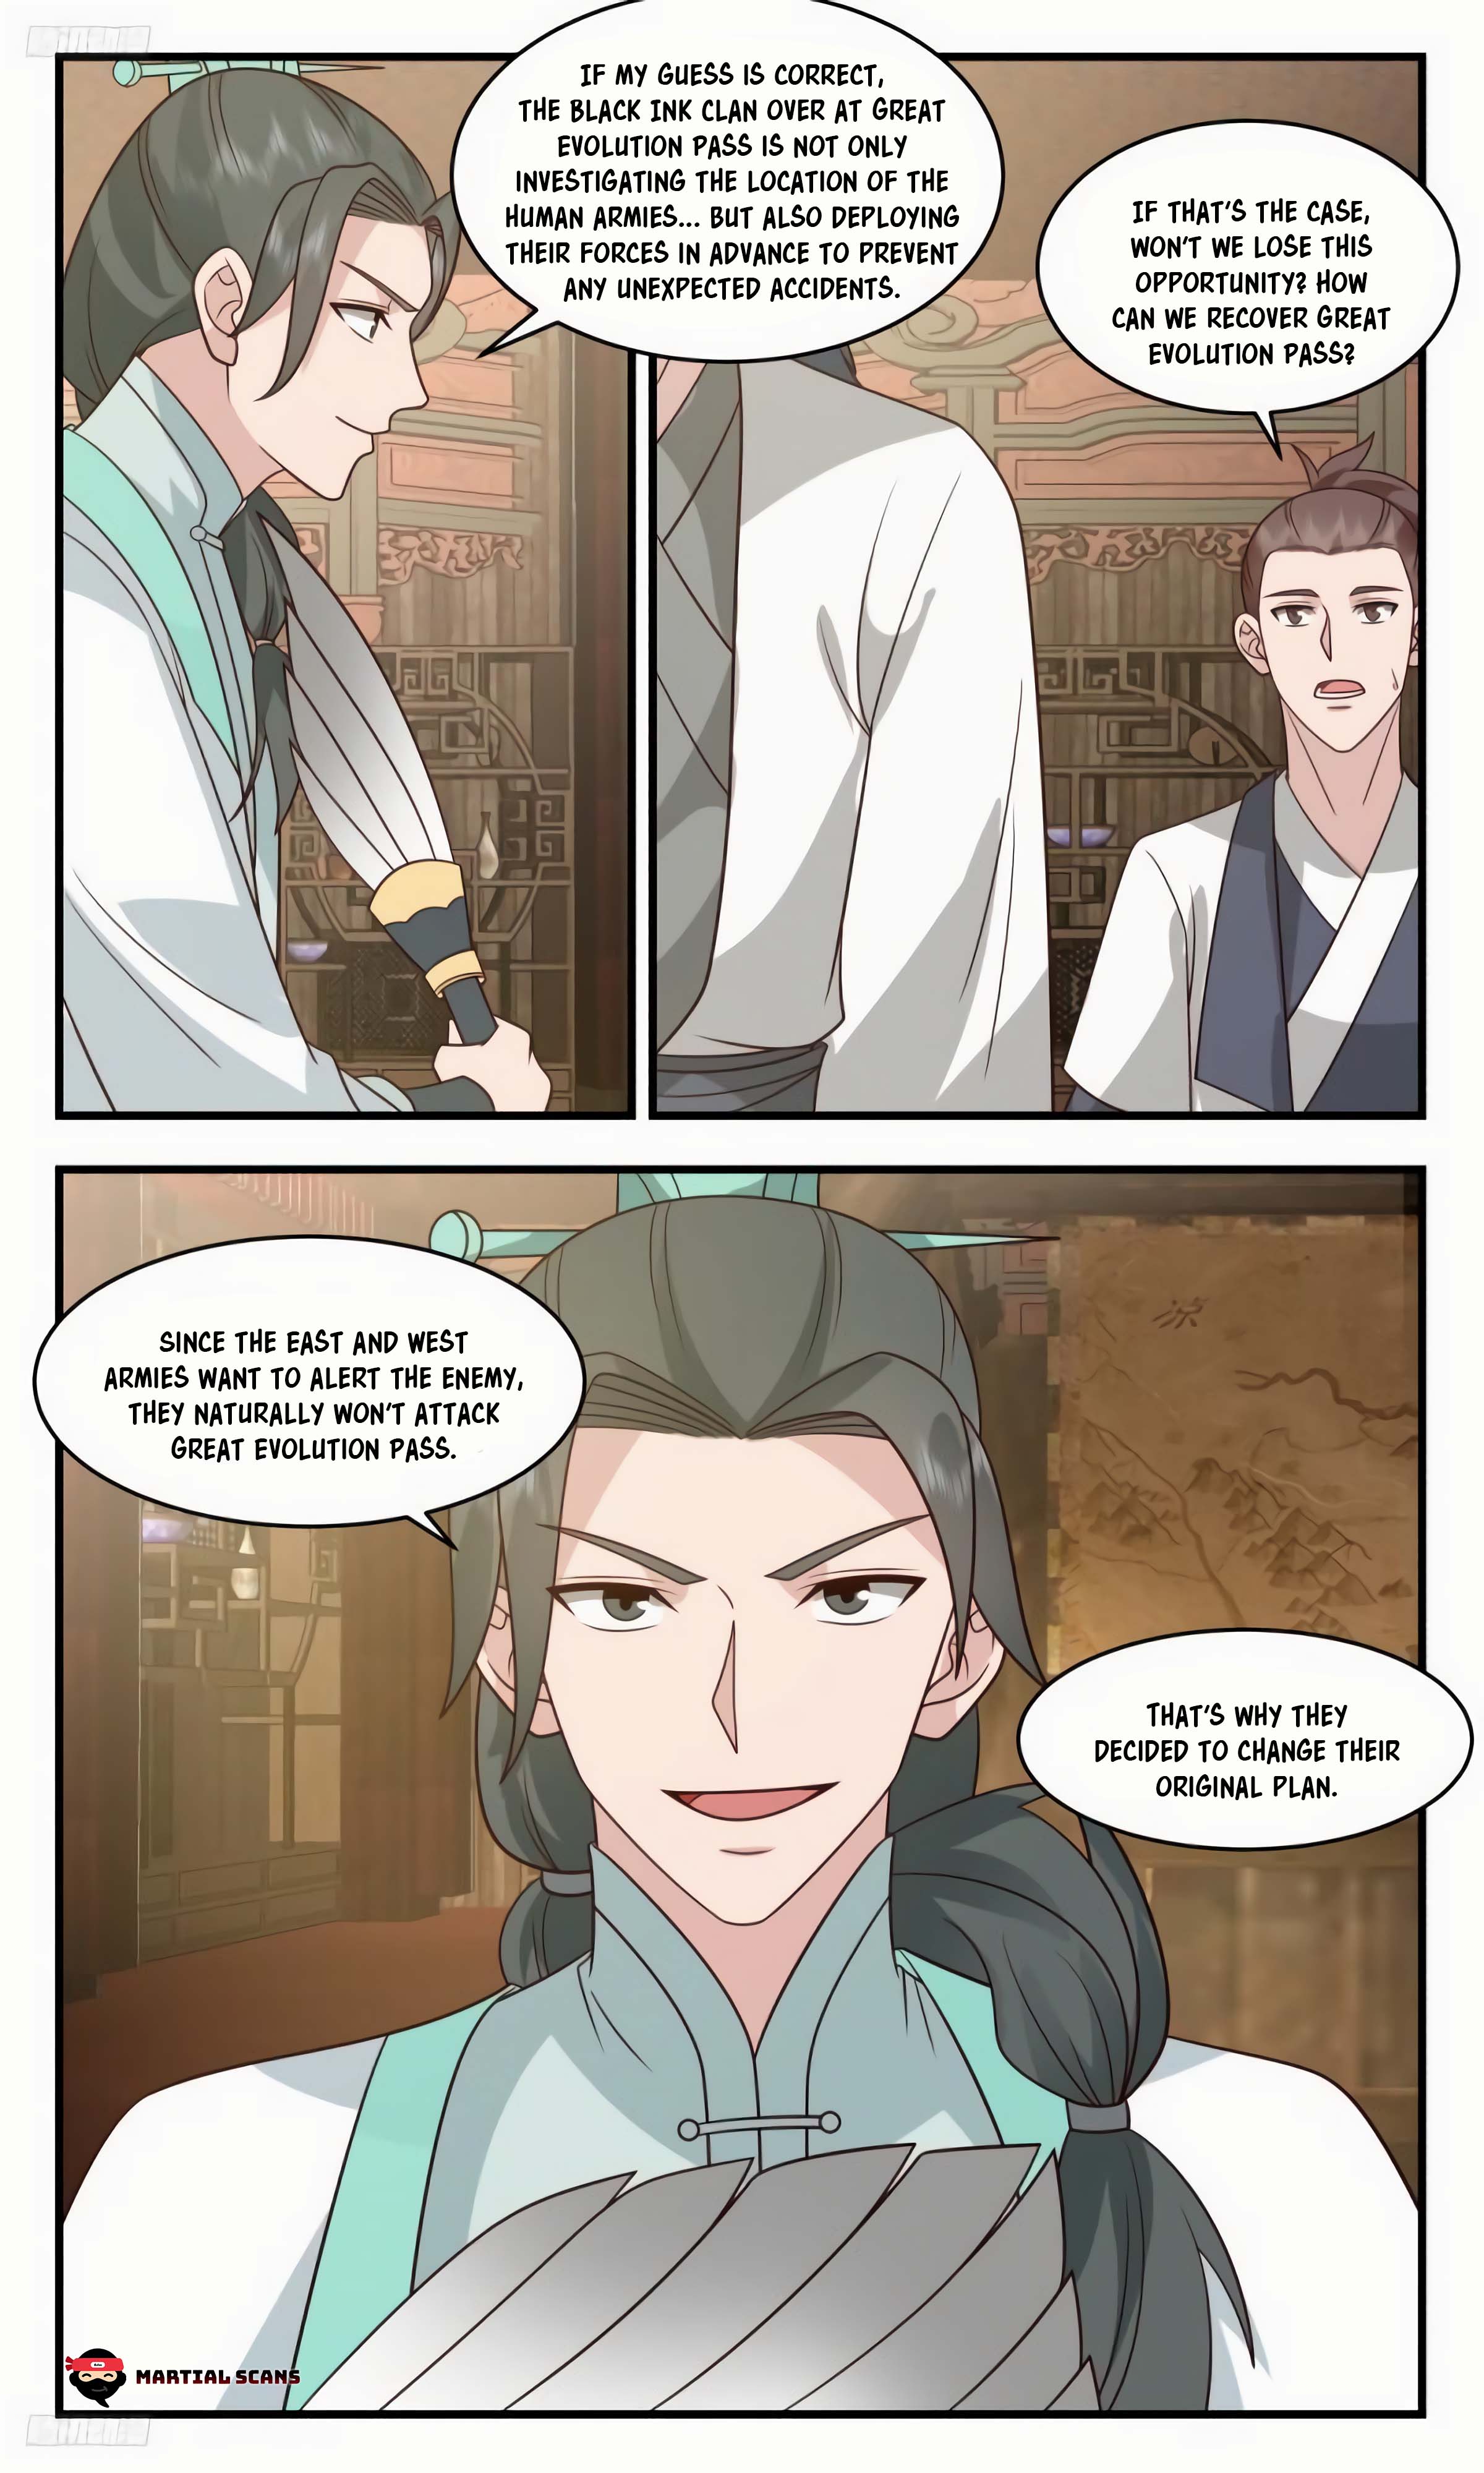 IF MY GUESS IS CORRECT,
THE BLACK INK CLAN OVER AT GREAT
EVOLUTION PASS IS NOT ONLY
INVESTIGATING THE LOCATION OF THE
HUMAN ARMIES... BUT ALSO DEPLOYING
THEIR FORCES IN ADVANCE TO PREVENT
ANY UNEXPECTED ACCIDENTS.
IF THAT'S THE CASE,
WON'T WE LOSE THIS
OPPORTUNITY? HOW
CAN WE RECOVER GREAT
EVOLUTION PASS?
SINCE THE EAST AND WEST
ARMIES WANT TO ALERT THE ENEMY,
THEY NATURALLY WON'T ATTACK
GREAT EVOLUTION PASS.
THAT'S WHY THEY
DECIDED TO CHANGE THEIR
ORIGINAL PLAN.
MARTIAL SCANS